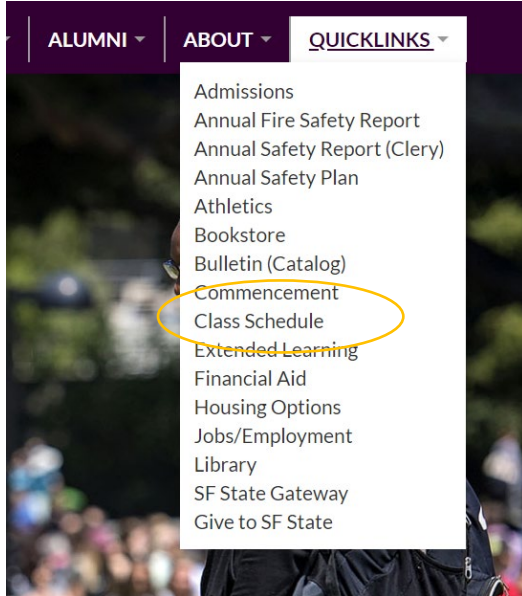 ALUMNI
ABOUT
QUICKLINKS
Admissions
Annual Fire Safety Report
Annual Safety Report (Clery)
Annual Safety Plan
Athletics
Bookstore
Bulletin (Catalog)
Commencement
Class Schedule
Extended Learning
Financial Aid
Housing Options
Jobs/Employment
Library
SF State Gateway
Give to SF State